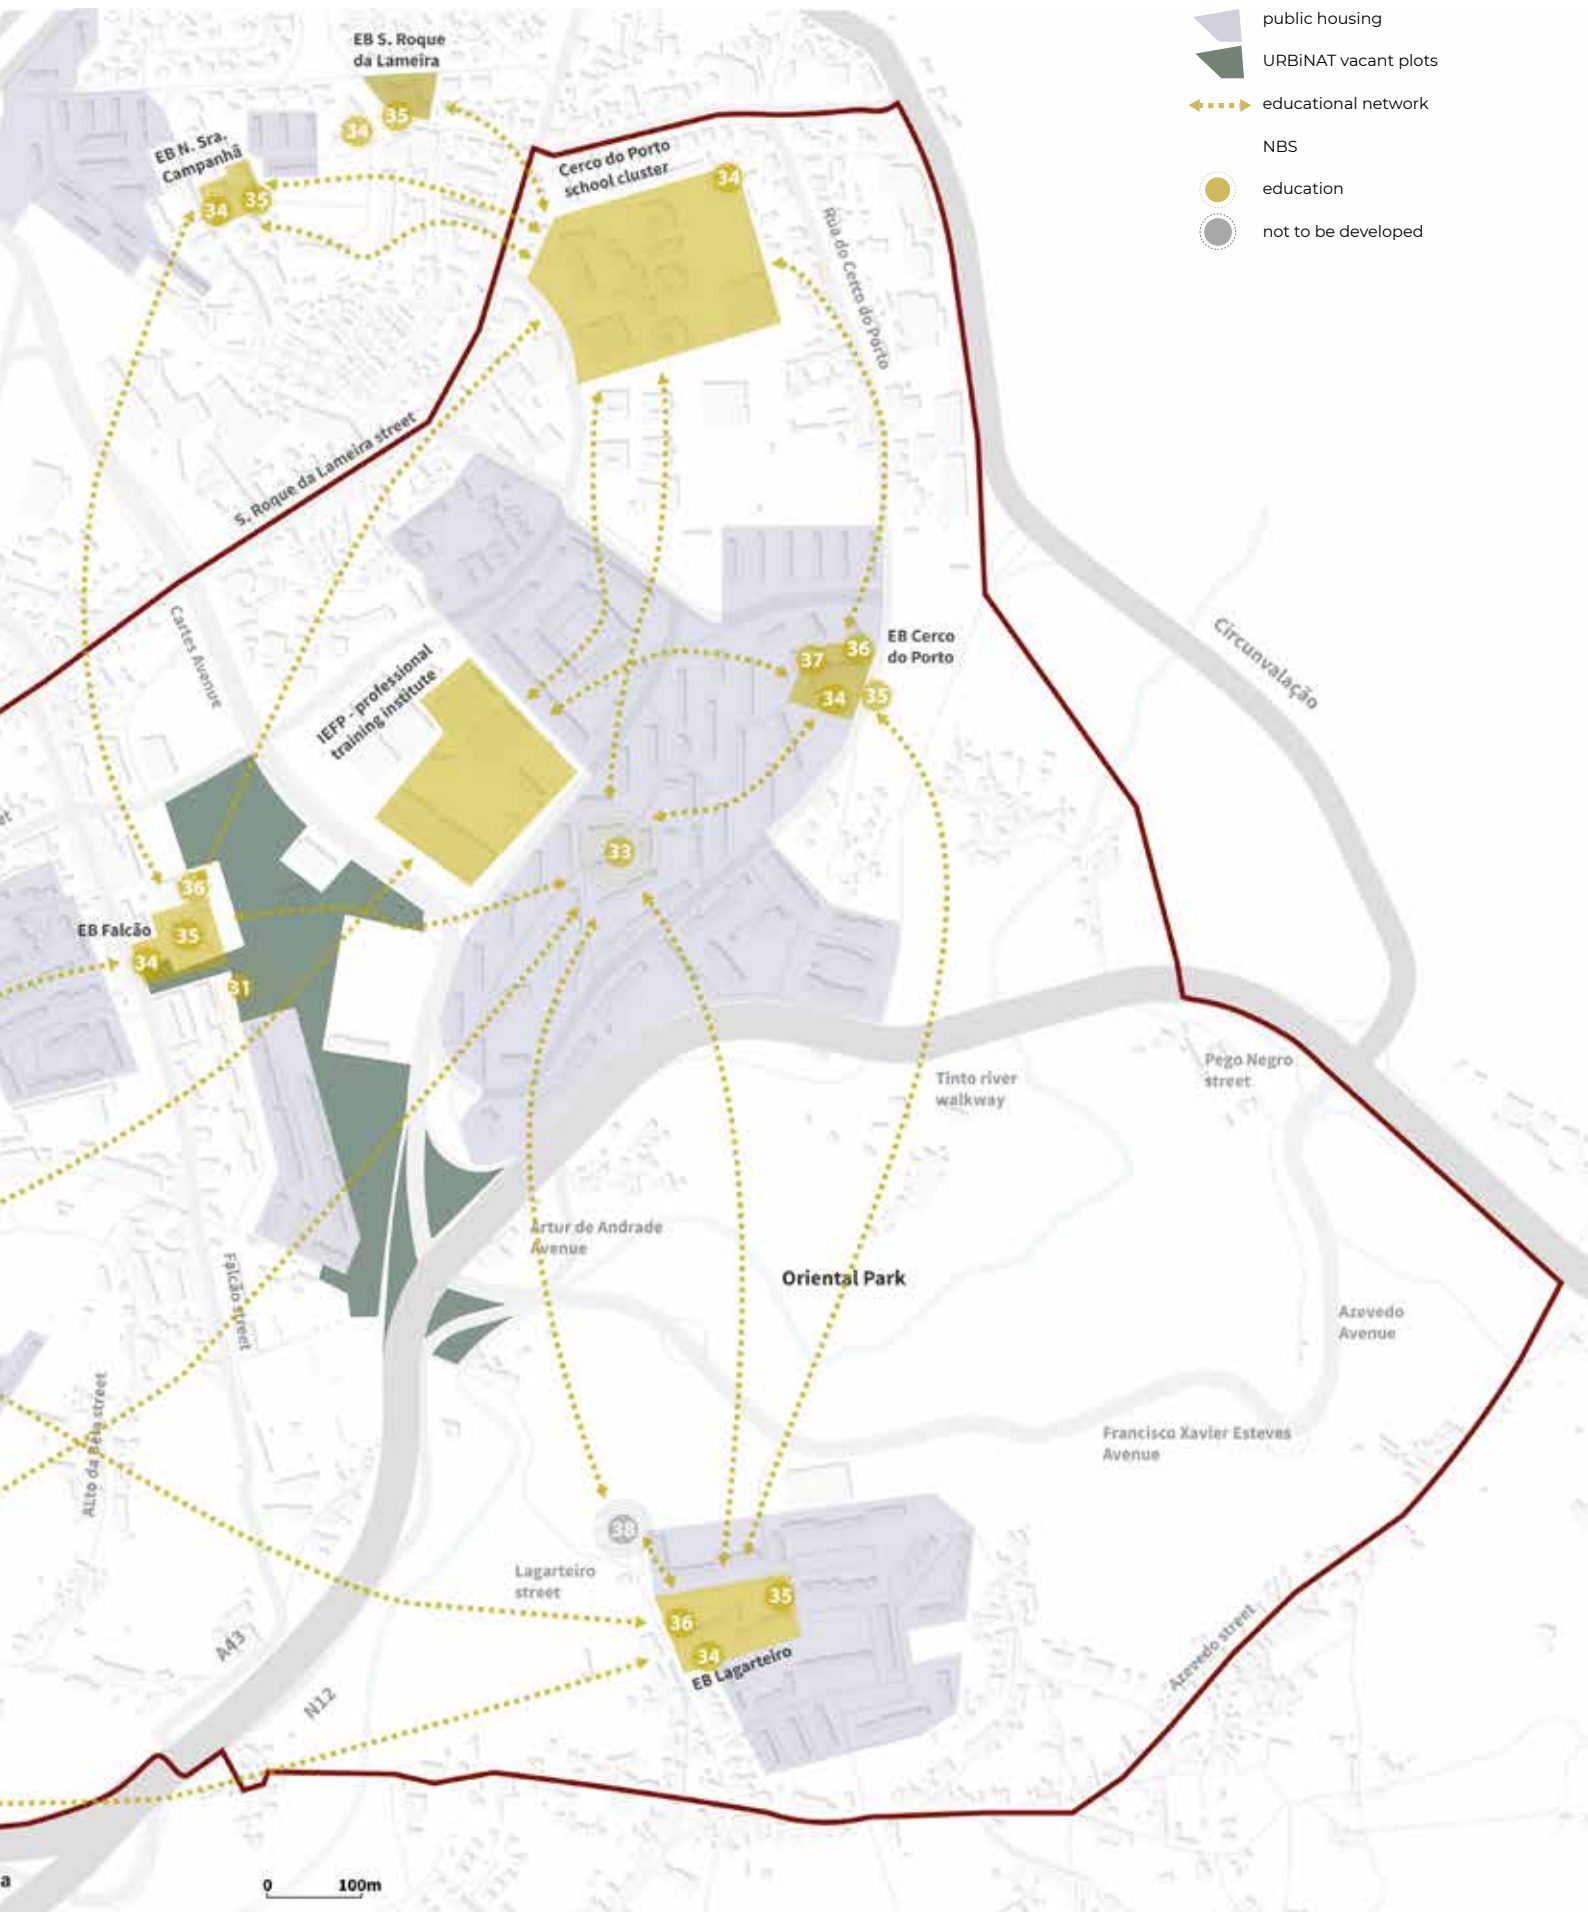 public housing
URBiNAT vacant plots
educational network
NBS
education
not to be developed
EB S. Roque
da Lameira
35
34
EB N. Sra.
Campanhã
35
34
Cerco do Porto
school cluster
34
Rua do Cerco do Porto
S. Roque da Lameira street
Cartes Avenue
IEFP - professional
training institute
EB Cerco
do Porto
37
36
34
35
Circunvalação
33
36
EB Falcão
35
34
31
Tinto river
walkway
Pego Negro
street
Artur de Andrade
Avenue
Oriental Park
Falcão street
Azevedo
Avenue
Alto da Bela street
Francisco Xavier Esteves
Avenue
38
Lagarteiro
street
35
36
34
EB Lagarteiro
Azevedo street
A43
N12
a
0 100m